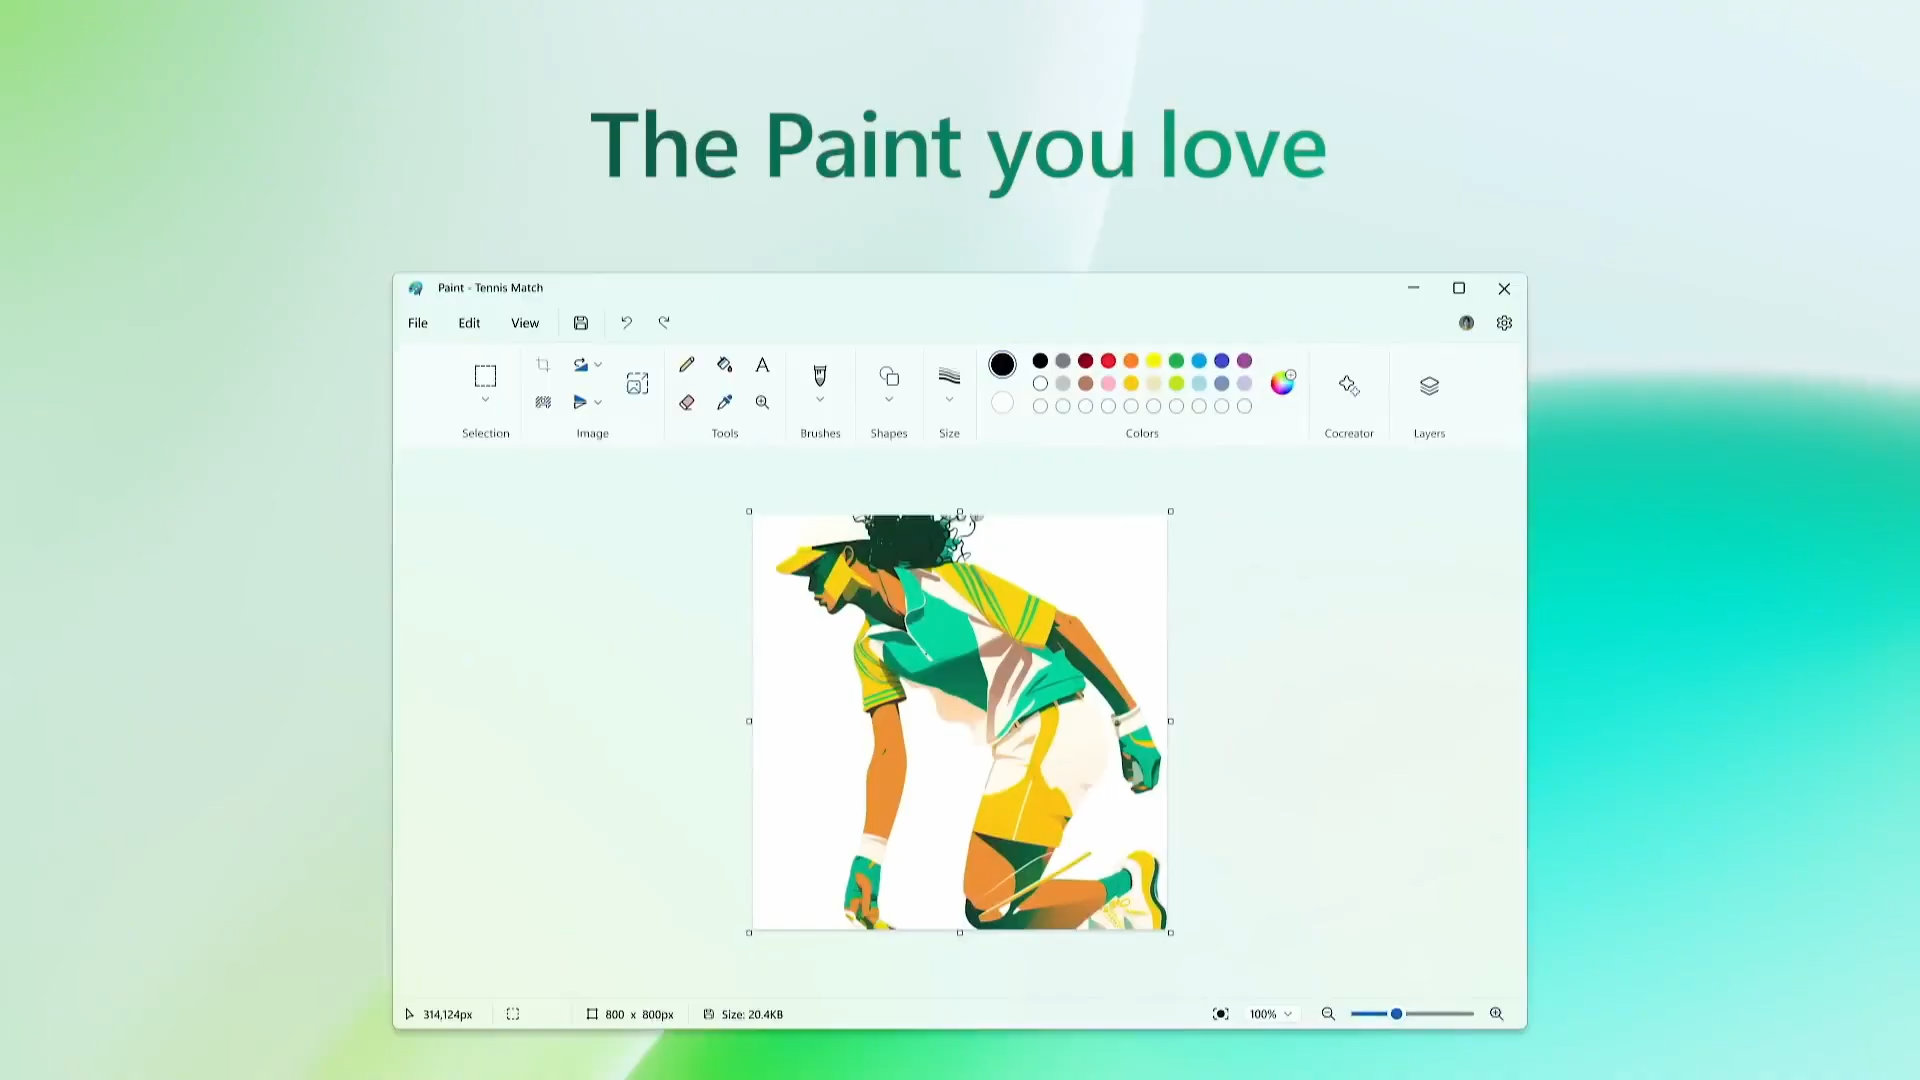 The Paint you love
Paint - Tennis Match
File Edit View
A
Selection Image Tools Brushes Shapes Size Colors Cocreator Layers
314,124px 800 x 800px Size: 20.4KB 100%